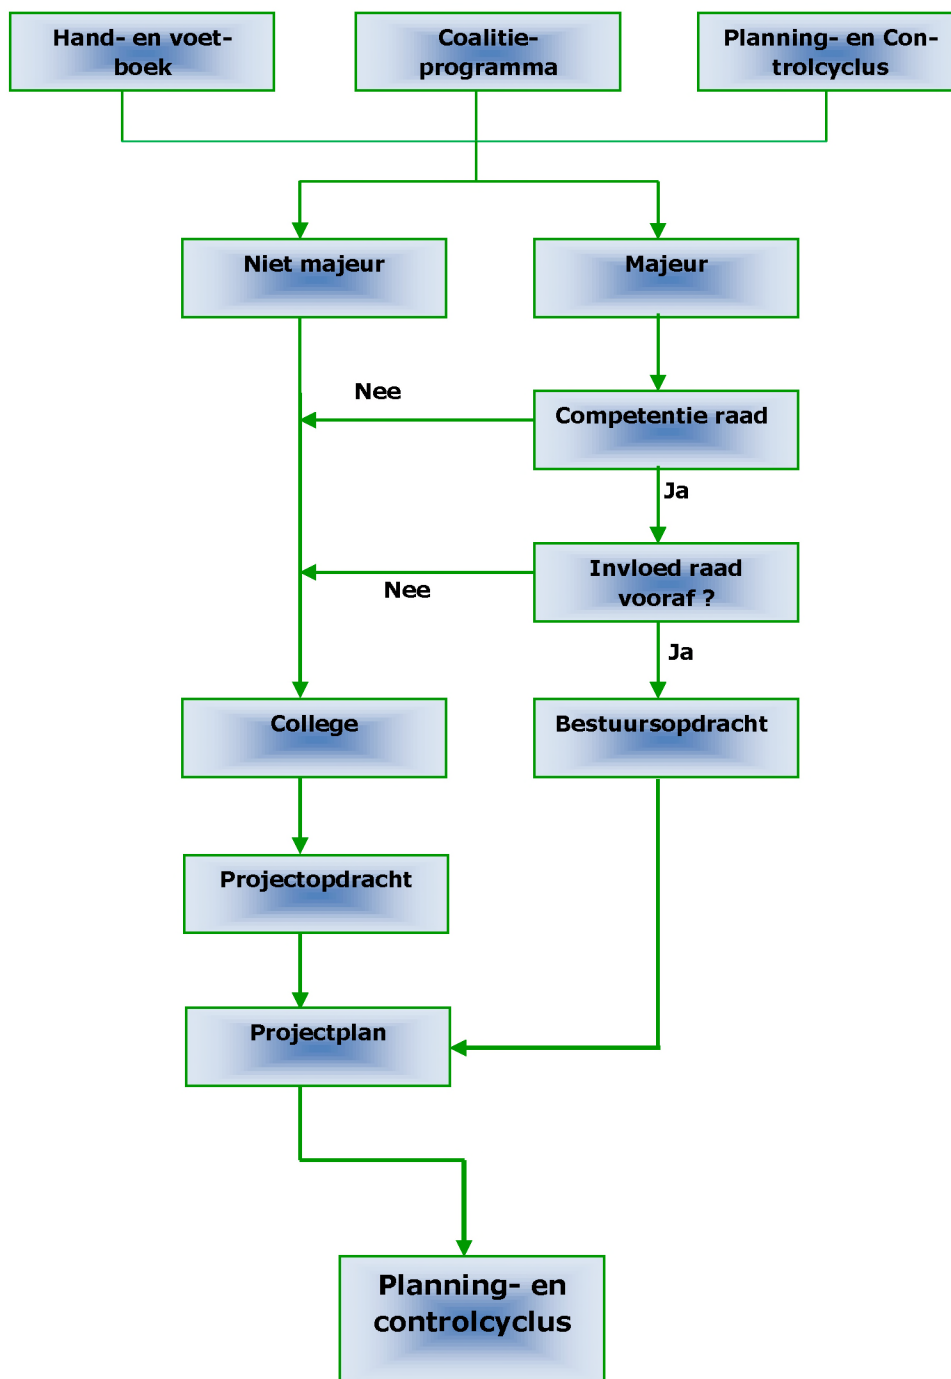 Hand- en voet-
boek
Coalitie-
programma
Planning- en Con-
trolcyclus
Niet majeur
Majeur
Nee
Competentie raad
Ja
Invloed raad
vooraf ?
Nee
Ja
College
Bestuursopdracht
Projectopdracht
Projectplan
Planning- en
controlcyclus